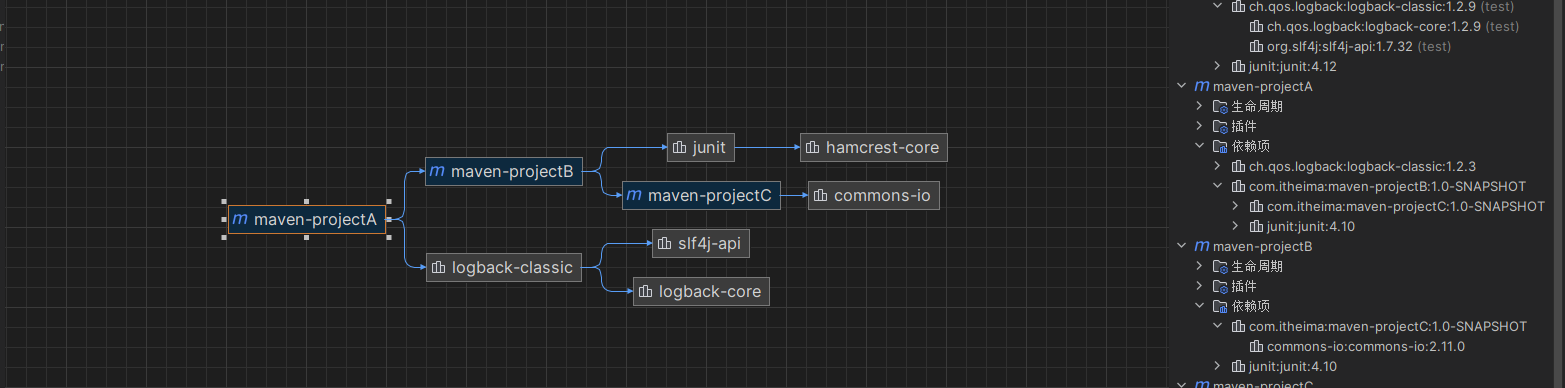 junit
hamcrest-core
maven-projectB
maven-projectC
commons-io
maven-projectA
slf4j-api
logback-classic
logback-core
ch.qos.logback:logback-classic:1.2.9 (test)
ch.qos.logback:logback-core:1.2.9 (test)
org.slf4j:slf4j-api:1.7.32 (test)
junit:junit:4.12
maven-projectA
生命周期
插件
依赖项
ch.qos.logback:logback-classic:1.2.3
com.itheima:maven-projectB:1.0-SNAPSHOT
com.itheima:maven-projectC:1.0-SNAPSHOT
junit:junit:4.10
maven-projectB
生命周期
插件
依赖项
com.itheima:maven-projectC:1.0-SNAPSHOT
commons-io:commons-io:2.11.0
junit:junit:4.10
maven-projectC